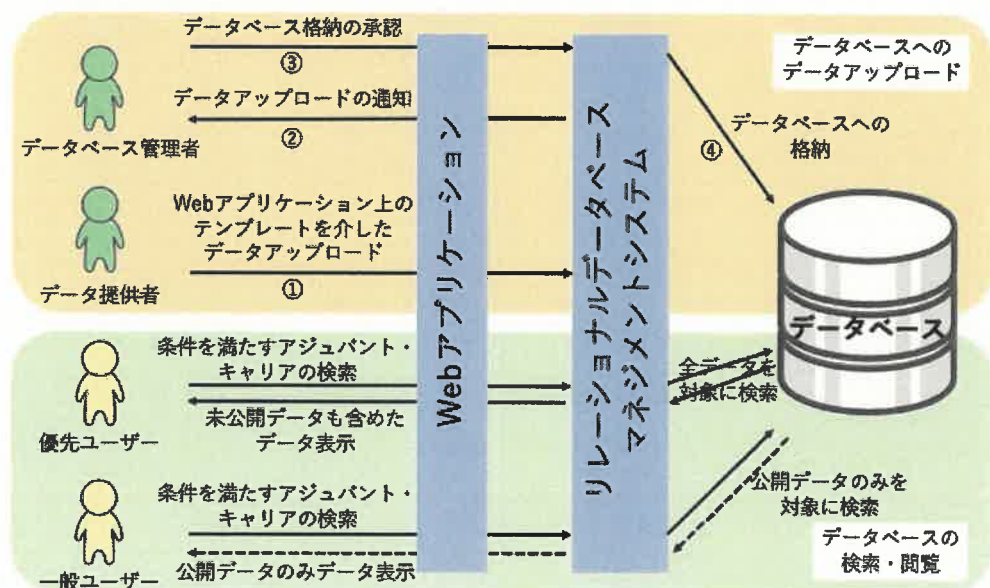 データベース格納の承認
③
データベースへの
データアップロード
データアップロードの通知
②
データベース管理者
④
データベースへの
格納
Webアプリケーション上の
テンプレートを介した
データアップロード
①
データ提供者
Webアプリケーション
リレーショナルデータベース
マネジメントシステム
データベース
条件を満たすアジュバント・
キャリアの検索
未公開データも含めた
データ表示
優先ユーザー
全データを
対象に検索
条件を満たすアジュバント・
キャリアの検索
公開データのみデータ表示
一般ユーザー
公開データのみを
対象に検索
データベースの
検索・閲覧